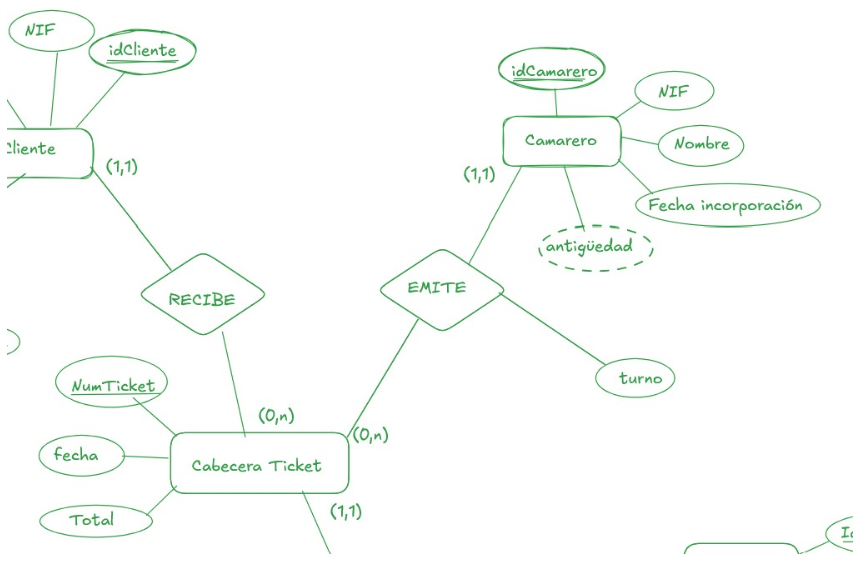 NIF
idCliente
Cliente
(1,1)
idCamarero
NIF
Camarero
Nombre
(1,1)
Fecha incorporación
antigüedad
RECIBE
EMITE
turno
NumTicket
(0,n)
(0,n)
fecha
Cabecera Ticket
Total
(1,1)